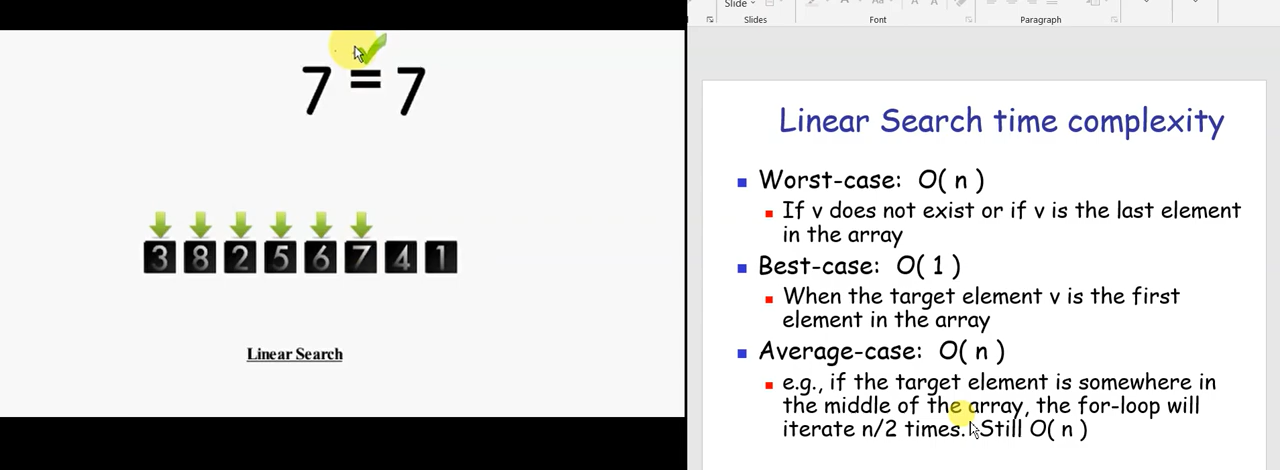 7 = 7
3 8 2 5 6 7 4 1
Linear Search
Slide
Slides
Font
Paragraph
Linear Search time complexity
Worst-case: O( n )
If v does not exist or if v is the last element
in the array
Best-case: O( 1 )
When the target element v is the first
element in the array
Average-case: O( n )
e.g., if the target element is somewhere in
the middle of the array, the for-loop will
iterate n/2 times. Still O( n )